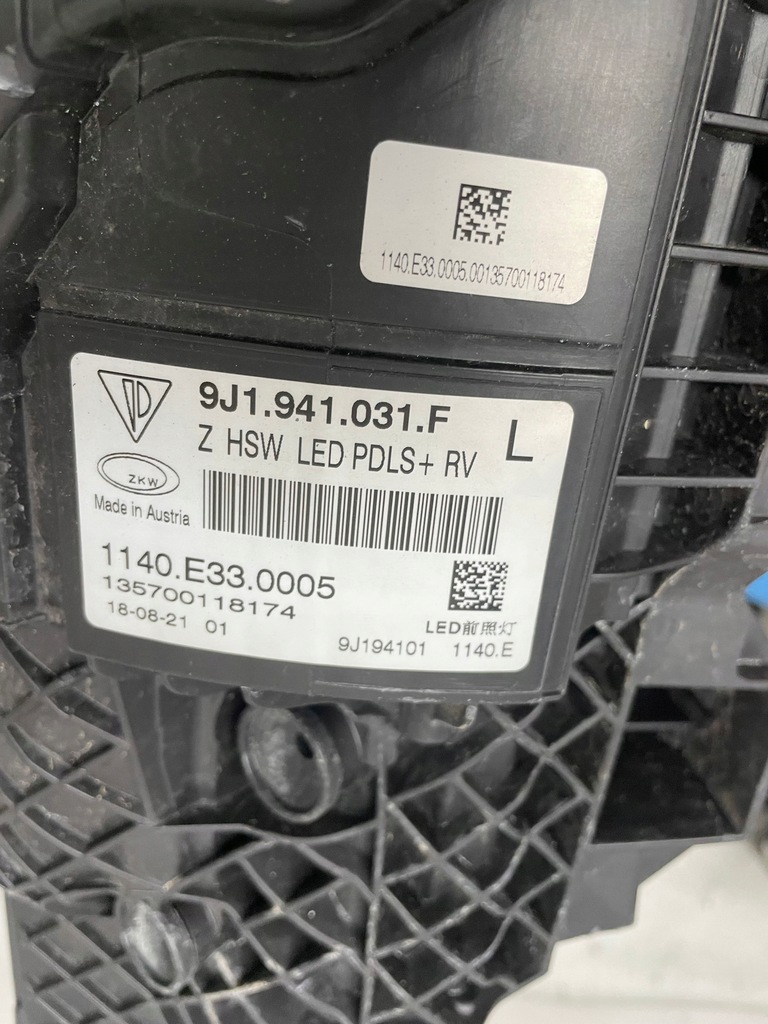 1140.E33.0005.00135700118174
9J1.941.031.F
L
Z HSW LED PDLS+ RV
ZKW
Made in Austria
1140.E33.0005
135700118174
18-08-21 01
LED前照灯
9J194101 1140.E